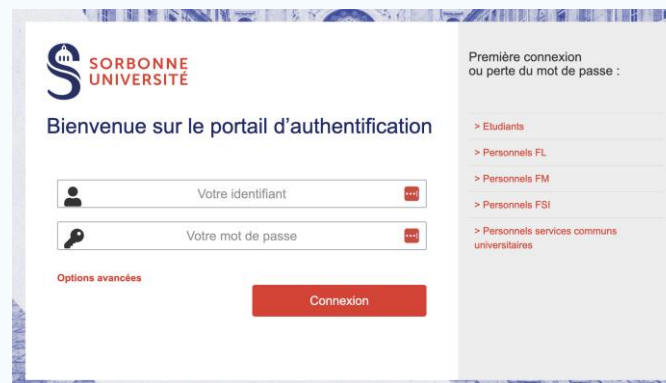 SORBONNE
UNIVERSITÉ
Bienvenue sur le portail d'authentification
Votre identifiant
Votre mot de passe
Options avancées
Connexion
Première connexion
ou perte du mot de passe :
> Etudiants
> Personnels FL
> Personnels FM
> Personnels FSI
> Personnels services communs
universitaires